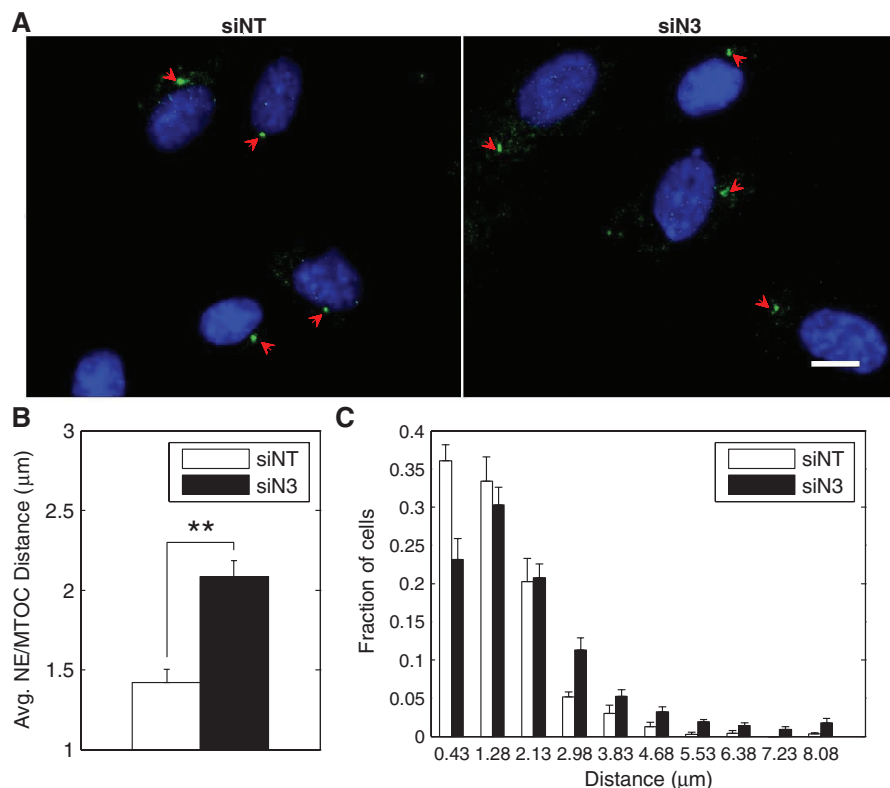 A
siNT
siN3
B
Avg. NE/MTOC Distance (μm)
3
2.5
2
1.5
1
siNT
siN3
**
C
Fraction of cells
0.4
0.35
0.3
0.25
0.2
0.15
0.1
0.05
0
siNT
siN3
0.43 1.28 2.13 2.98 3.83 4.68 5.53 6.38 7.23 8.08
Distance (μm)